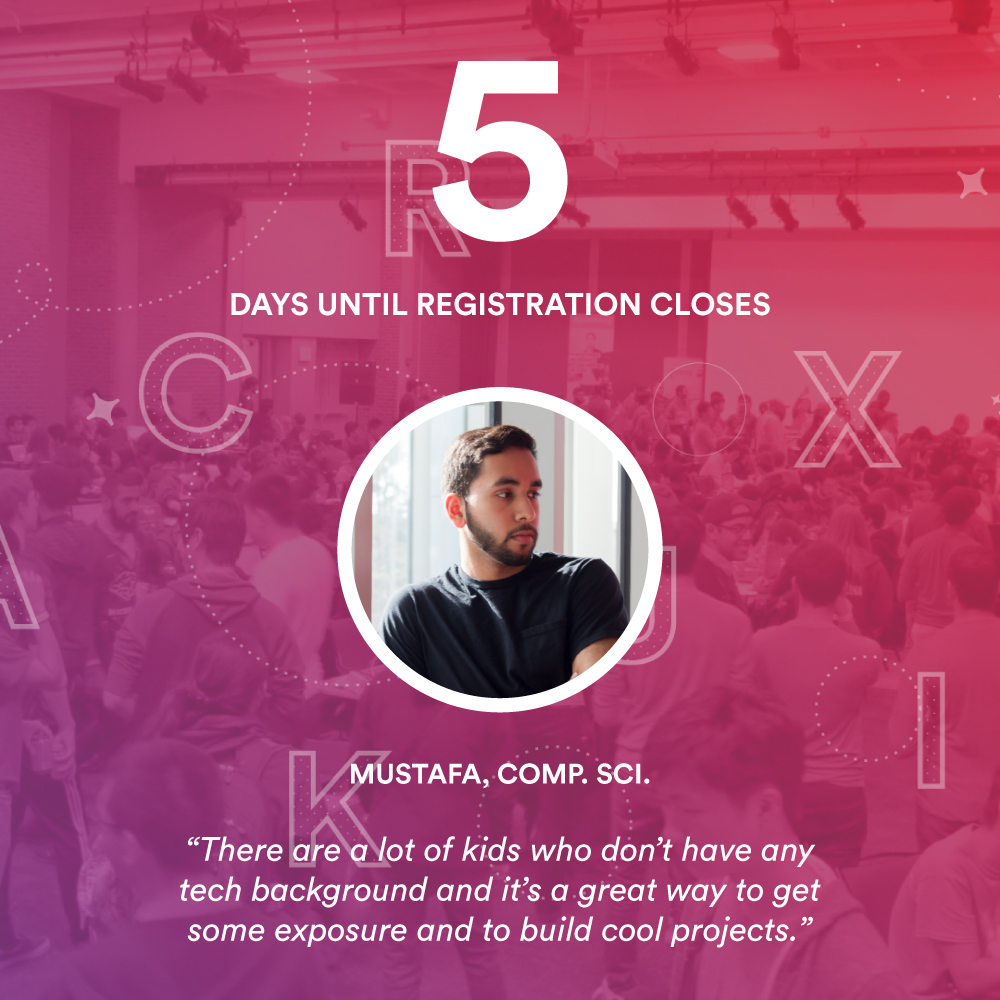 5
DAYS UNTIL REGISTRATION CLOSES
R
C
X
A
U
I
K
MUSTAFA, COMP. SCI.
“There are a lot of kids who don’t have any
tech background and it’s a great way to get
some exposure and to build cool projects.”